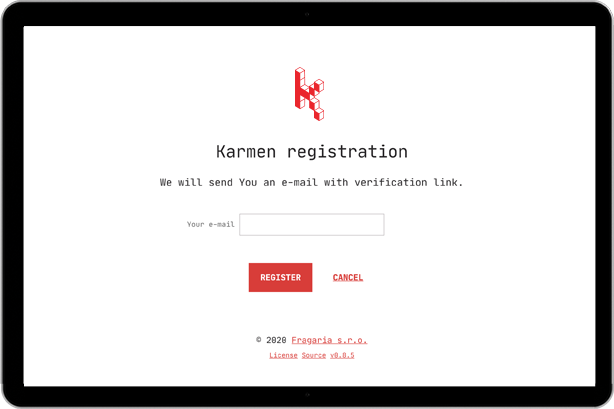 Karmen registration
We will send You an e-mail with verification link.
Your e-mail
REGISTER CANCEL
© 2020 Fragaria s.r.o.
License Source v0.0.5